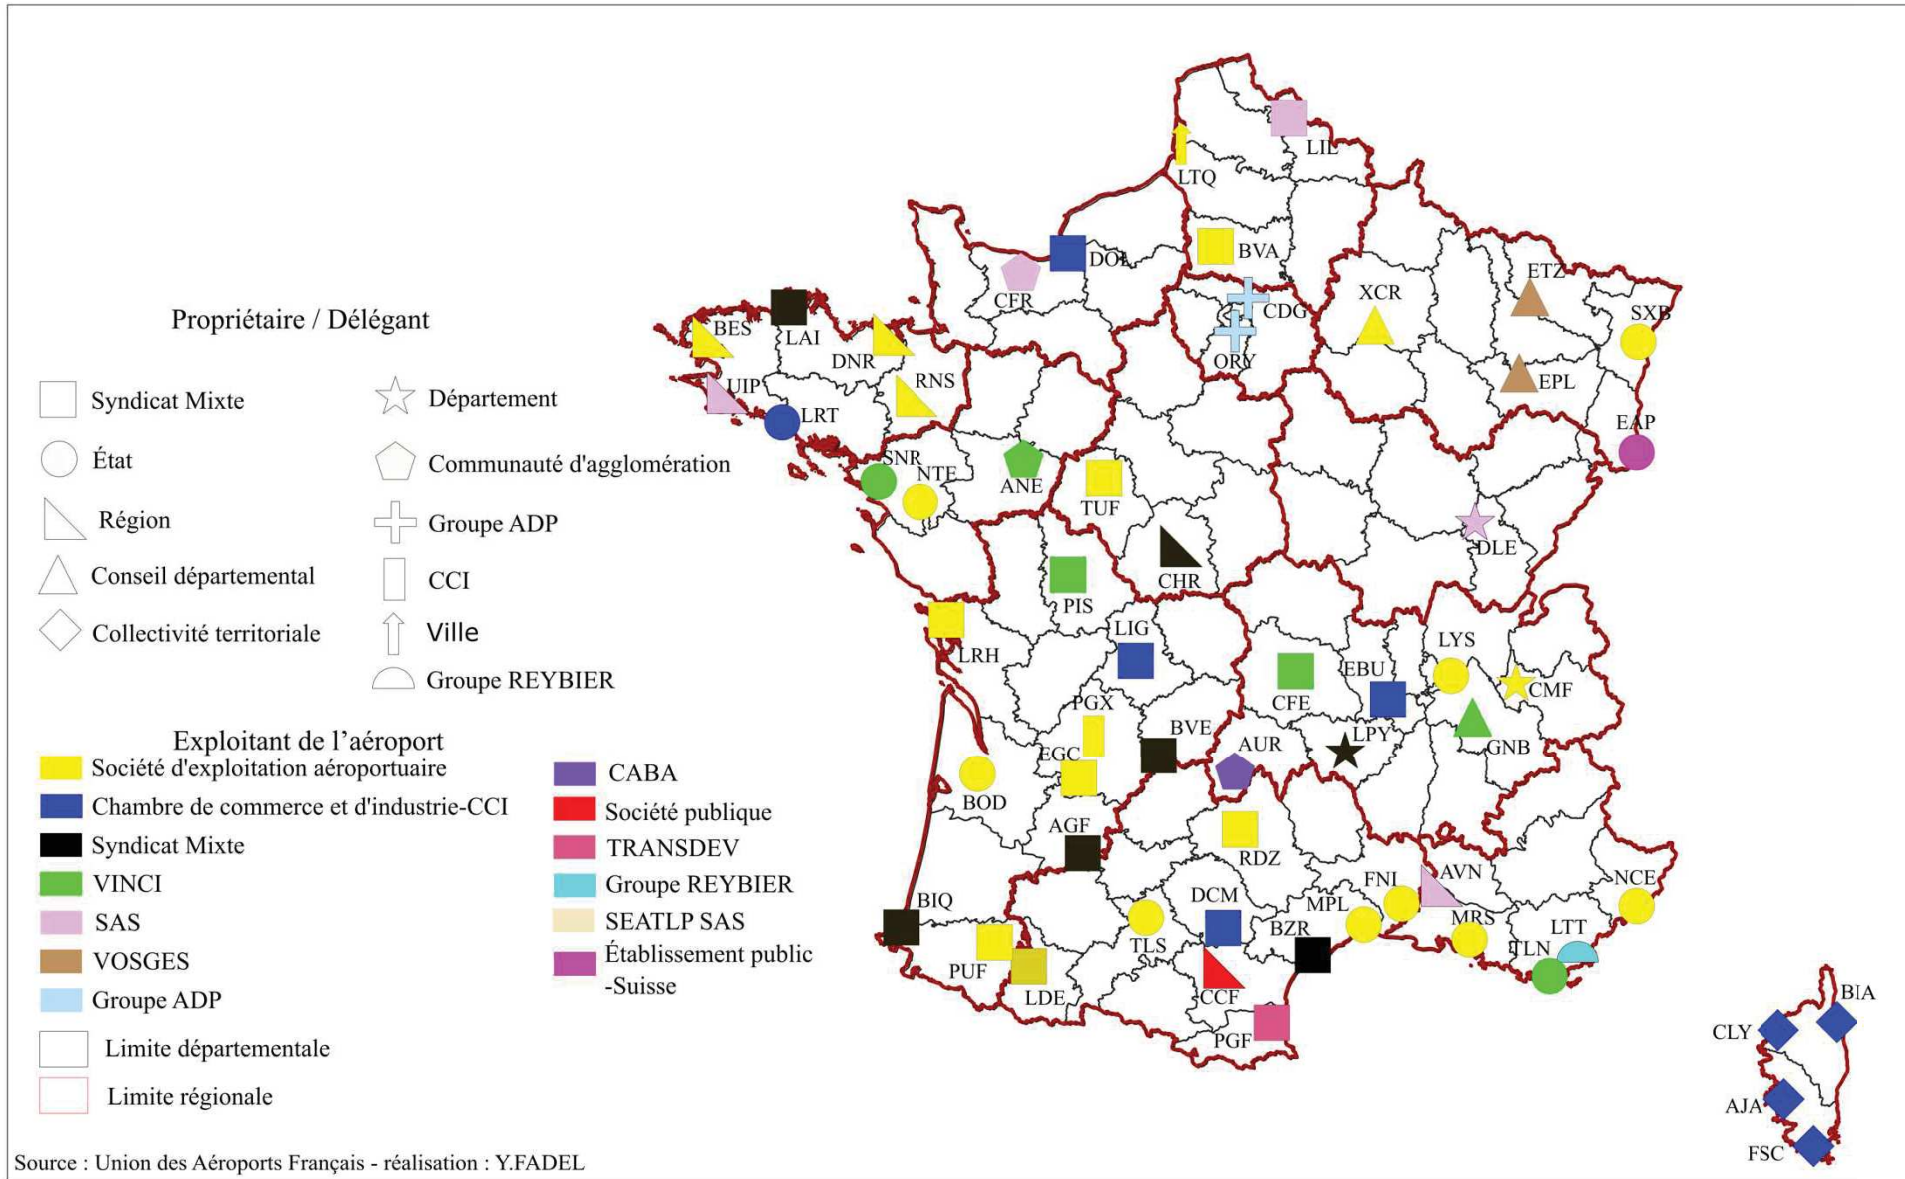 Propriétaire / Délégant
Syndicat Mixte
État
Région
Conseil départemental
Collectivité territoriale
Département
Communauté d'agglomération
Groupe ADP
CCI
Ville
Groupe REYBIER
Exploitant de l'aéroport
Société d'exploitation aéroportuaire
Chambre de commerce et d'industrie-CCI
Syndicat Mixte
VINCI
SAS
VOSGES
Groupe ADP
Limite départementale
Limite régionale
CABA
Société publique
TRANSDEV
Groupe REYBIER
SEATLP SAS
Établissement public
-Suisse
LIL
LTQ
BVA
DOL
CFR
CDG
ORY
XCR
ETZ
SXB
EPL
EAP
BES
LAI
DNR
RNS
UIP
LRT
SNR
NTE
ANE
TUF
CHR
DLE
PIS
LIG
LRH
LYS
EBU
CMF
CFE
PGX
BVE
LPY
GNB
AUR
EGC
BOD
AGF
RDZ
BIQ
PUF
LDE
TLS
DCM
BZR
MPL
FNI
AVN
MRS
NCE
LTT
TLN
CCF
PGF
BIA
CLY
AJA
FSC
Source : Union des Aéroports Français - réalisation : Y.FADEL